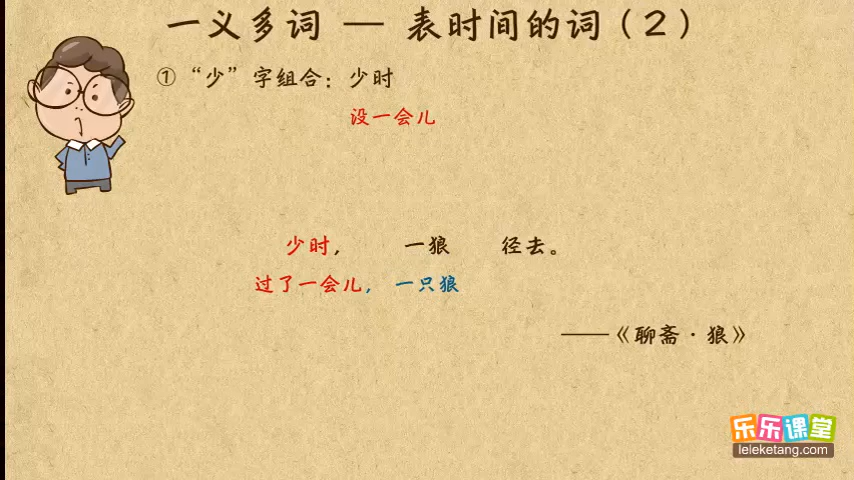 一义多词 — 表时间的词（2）
①“少”字组合：少时
没一会儿
少时， 一狼 径去。
过了一会儿， 一只狼
——《聊斋·狼》
乐乐课堂
leleketang.com